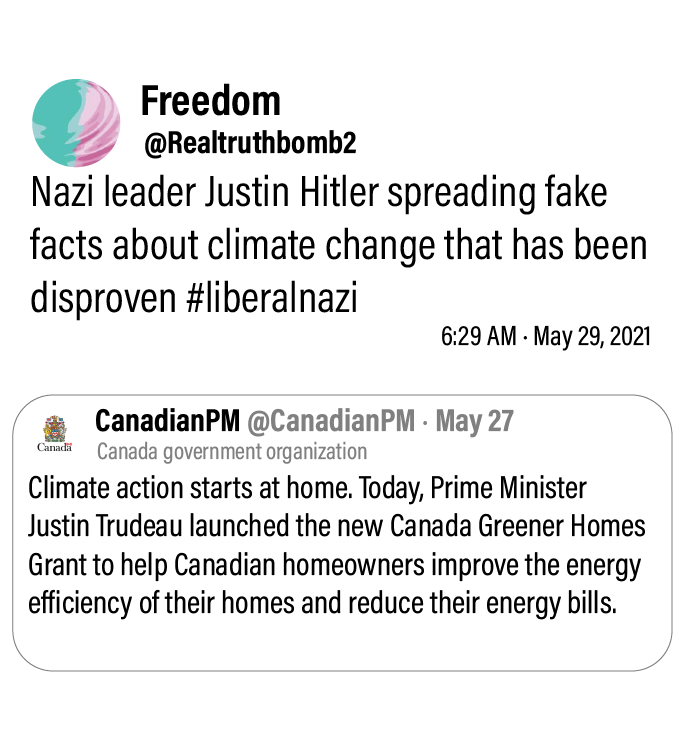 Freedom
@Realtruthbomb2
Nazi leader Justin Hitler spreading fake
facts about climate change that has been
disproven #liberalnazi
6:29 AM · May 29, 2021
CanadianPM @CanadianPM · May 27
Canada government organization
Canada
Climate action starts at home. Today, Prime Minister
Justin Trudeau launched the new Canada Greener Homes
Grant to help Canadian homeowners improve the energy
efficiency of their homes and reduce their energy bills.